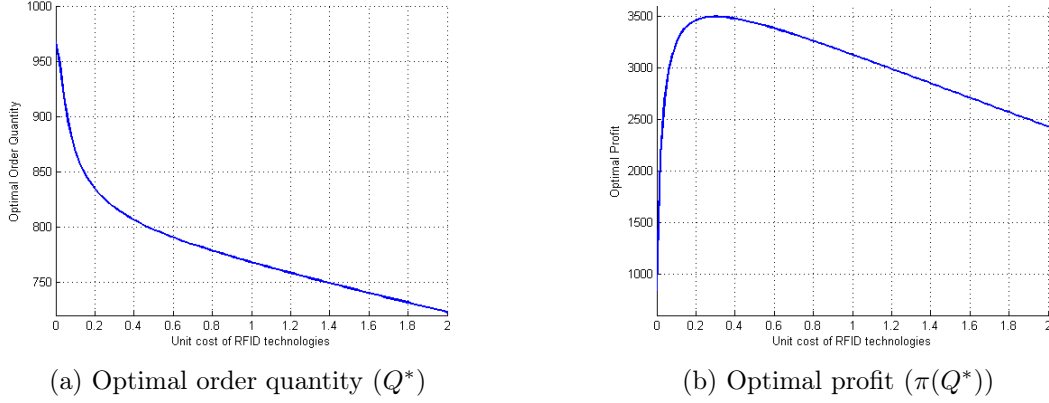 1000
950
900
850
800
750
Optimal Order Quantity
0 0.2 0.4 0.6 0.8 1 1.2 1.4 1.6 1.8 2
Unit cost of RFID technologies
(a) Optimal order quantity (Q*)
3500
3000
2500
2000
1500
1000
Optimal Profit
0 0.2 0.4 0.6 0.8 1 1.2 1.4 1.6 1.8 2
Unit cost of RFID technologies
(b) Optimal profit (π(Q*))